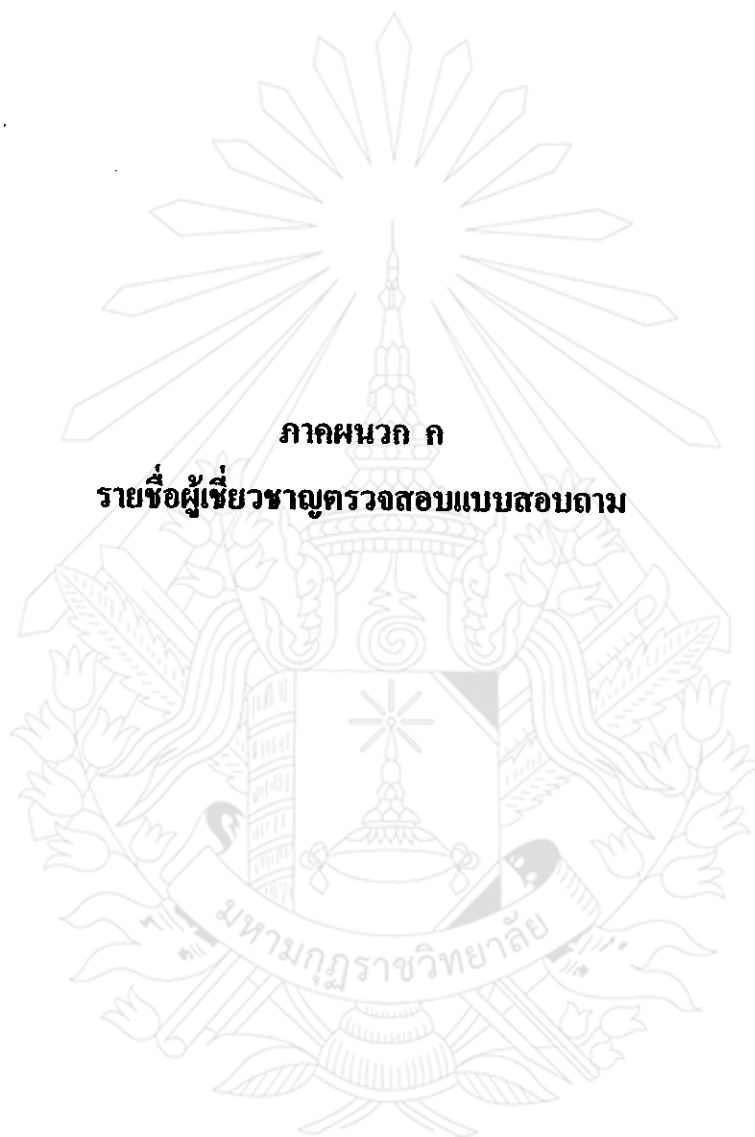 ภาคผนวก ค
รายชื่อผู้เชี่ยวชาญตรวจสอบแบบสอบถาม
มหามกุฏราชวิทยาลัย